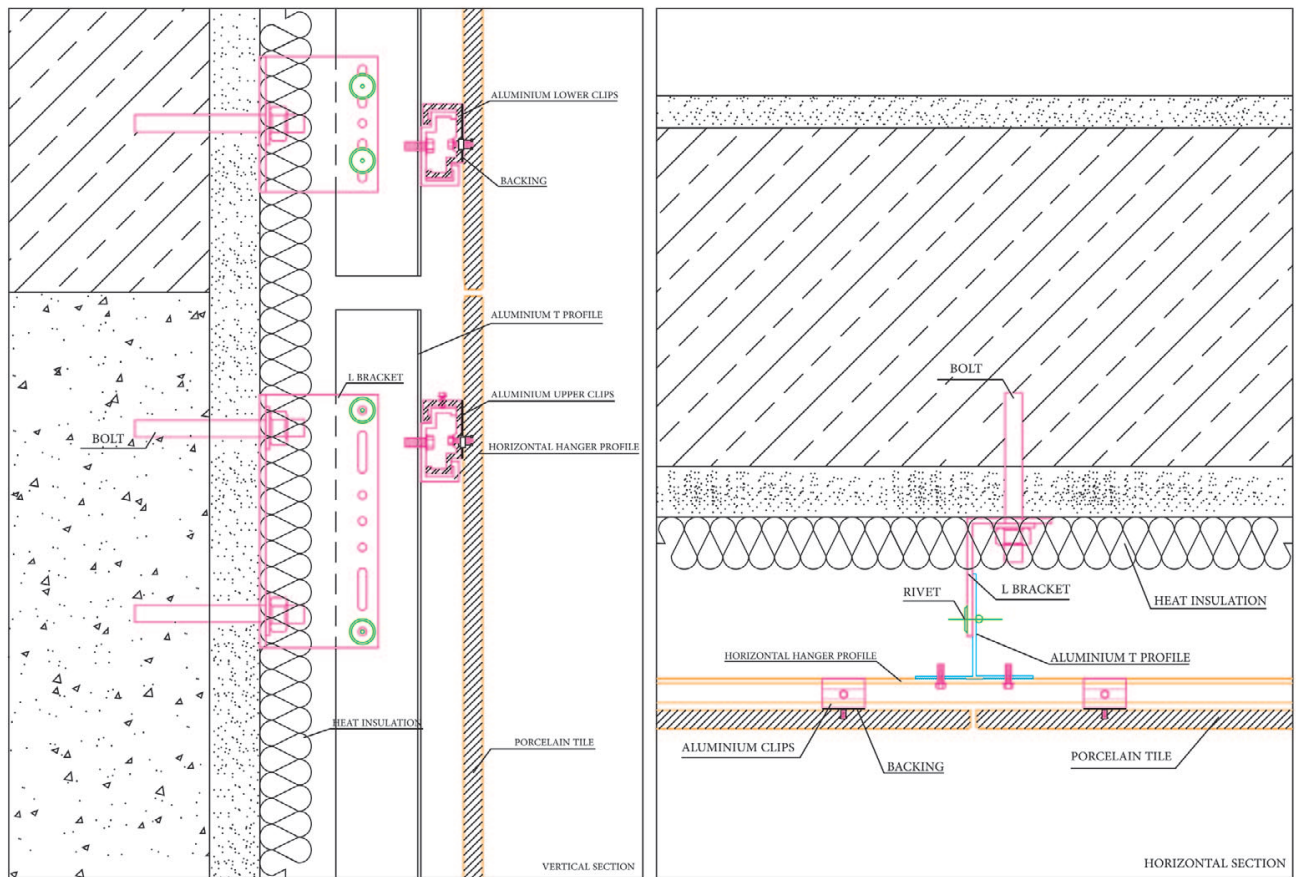 ALUMINIUM LOWER CLIPS
BACKING
ALUMINIUM T PROFILE
L BRACKET
ALUMINIUM UPPER CLIPS
BOLT
HORIZONTAL HANGER PROFILE
HEAT INSULATION
PORCELAIN TILE
VERTICAL SECTION
BOLT
L BRACKET
RIVET
HEAT INSULATION
HORIZONTAL HANGER PROFILE
ALUMINIUM T PROFILE
ALUMINIUM CLIPS
PORCELAIN TILE
BACKING
HORIZONTAL SECTION